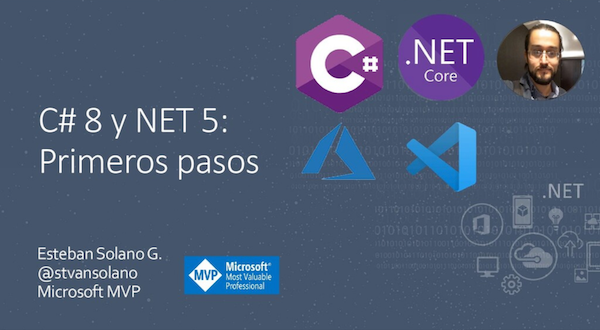 C# 8 y NET 5:
Primeros pasos
Esteban Solano G.
@stvansolano
Microsoft MVP
MVP
Microsoft®
Most Valuable
Professional
C#
.NET
Core
.NET